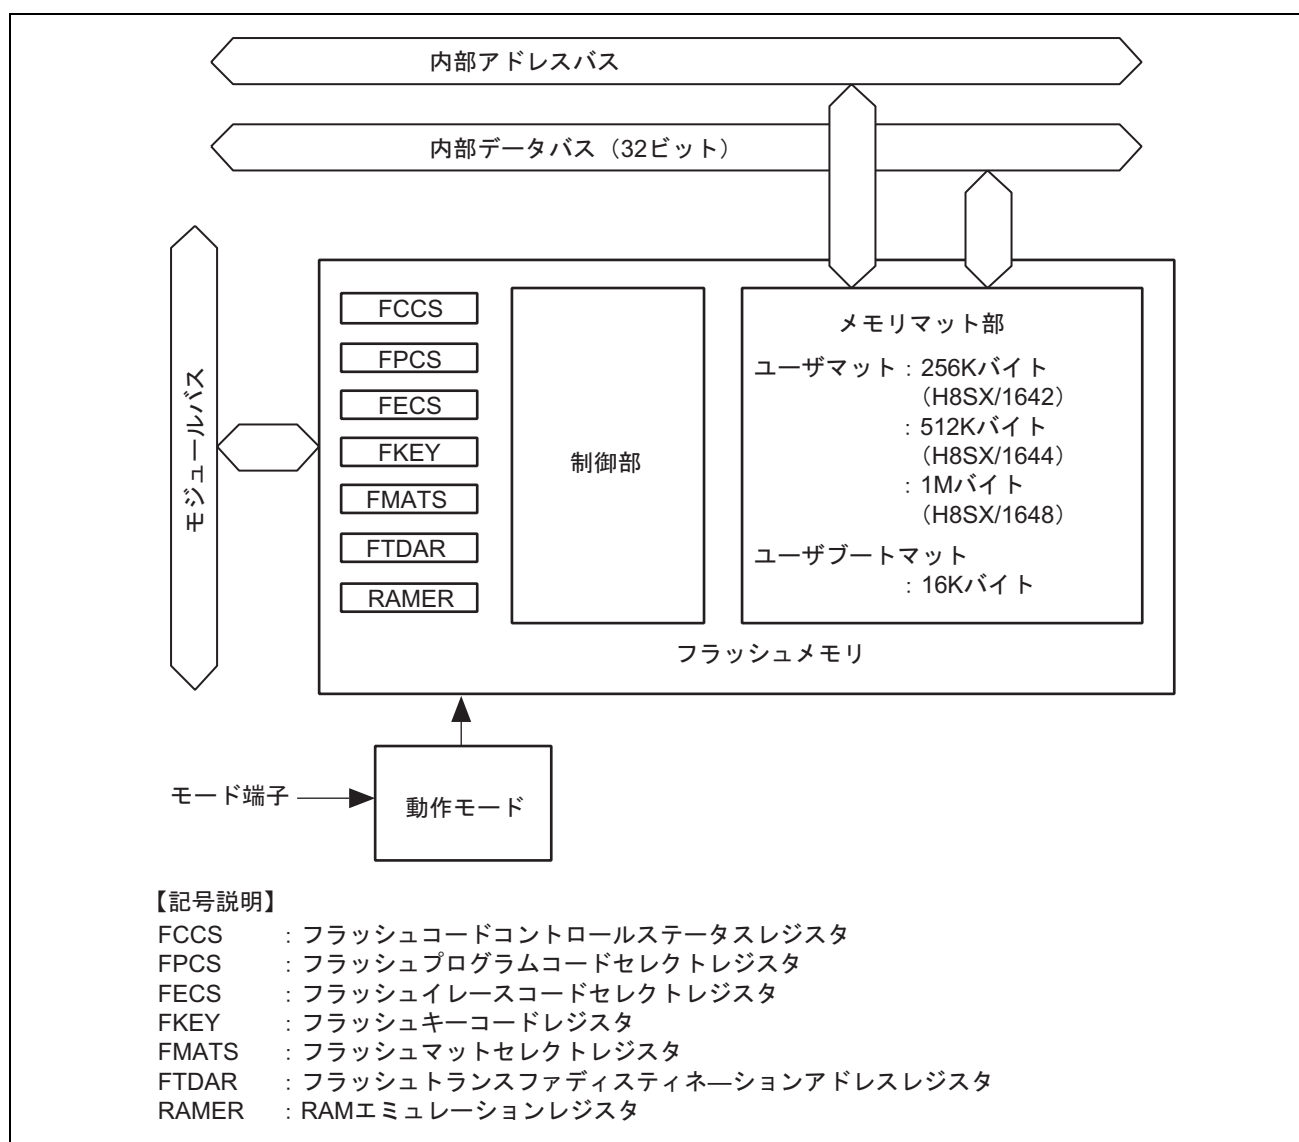 内部アドレスバス
内部データバス（32ビット）
モジュールバス
FCCS
FPCS
FECS
FKEY
FMATS
FTDAR
RAMER
制御部
メモリマット部
ユーザマット：256Kバイト
（H8SX/1642）
：512Kバイト
（H8SX/1644）
：1Mバイト
（H8SX/1648）
ユーザブートマット
：16Kバイト
フラッシュメモリ
モード端子
動作モード
【記号説明】
FCCS ：フラッシュコードコントロールステータスレジスタ
FPCS ：フラッシュプログラムコードセレクトレジスタ
FECS ：フラッシュイレースコードセレクトレジスタ
FKEY ：フラッシュキーコードレジスタ
FMATS ：フラッシュマットセレクトレジスタ
FTDAR ：フラッシュトランスファディスティネ―ションアドレスレジスタ
RAMER ：RAMエミュレーションレジスタ